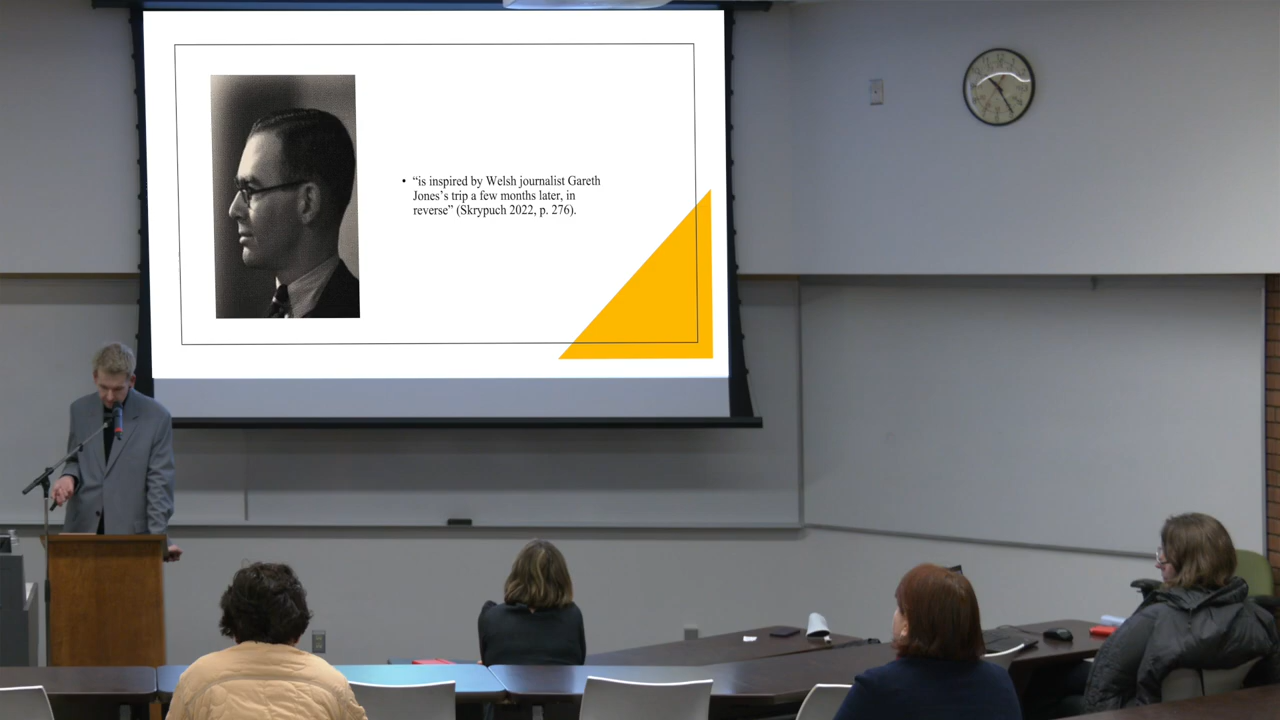 • “is inspired by Welsh journalist Gareth
Jones’s trip a few months later, in
reverse” (Skrypuch 2022, p. 276).